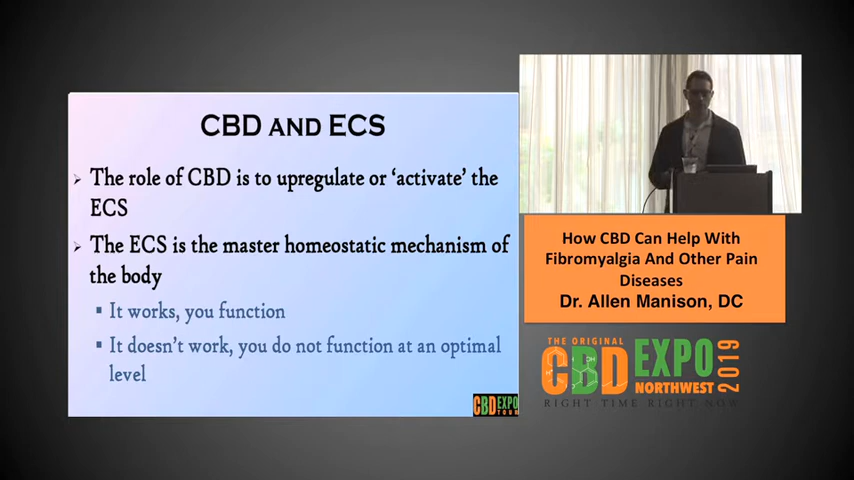 CBD AND ECS
The role of CBD is to upregulate or ‘activate’ the
ECS
The ECS is the master homeostatic mechanism of
the body
It works, you function
It doesn’t work, you do not function at an optimal
level
CBD EXPO
TOUR
How CBD Can Help With
Fibromyalgia And Other Pain
Diseases
Dr. Allen Manison, DC
THE ORIGINAL
CBD EXPO
NORTHWEST 2019
RIGHT TIME RIGHT NOW